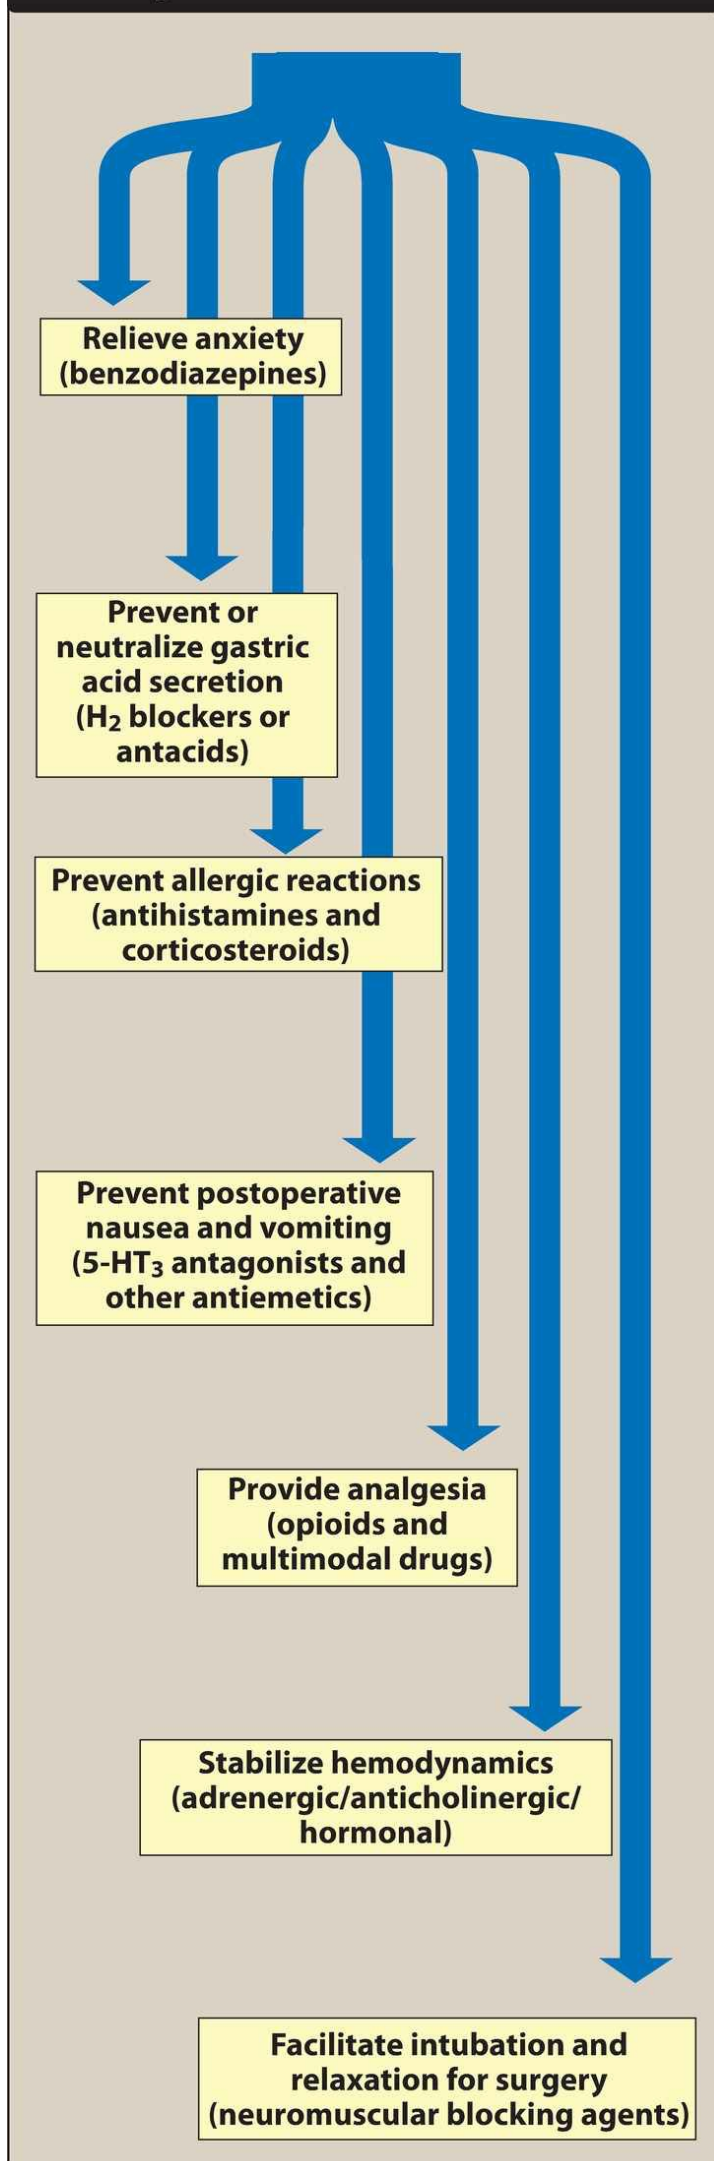 Relieve anxiety
(benzodiazepines)
Prevent or
neutralize gastric
acid secretion
(H₂ blockers or
antacids)
Prevent allergic reactions
(antihistamines and
corticosteroids)
Prevent postoperative
nausea and vomiting
(5-HT₃ antagonists and
other antiemetics)
Provide analgesia
(opioids and
multimodal drugs)
Stabilize hemodynamics
(adrenergic/anticholinergic/
hormonal)
Facilitate intubation and
relaxation for surgery
(neuromuscular blocking agents)